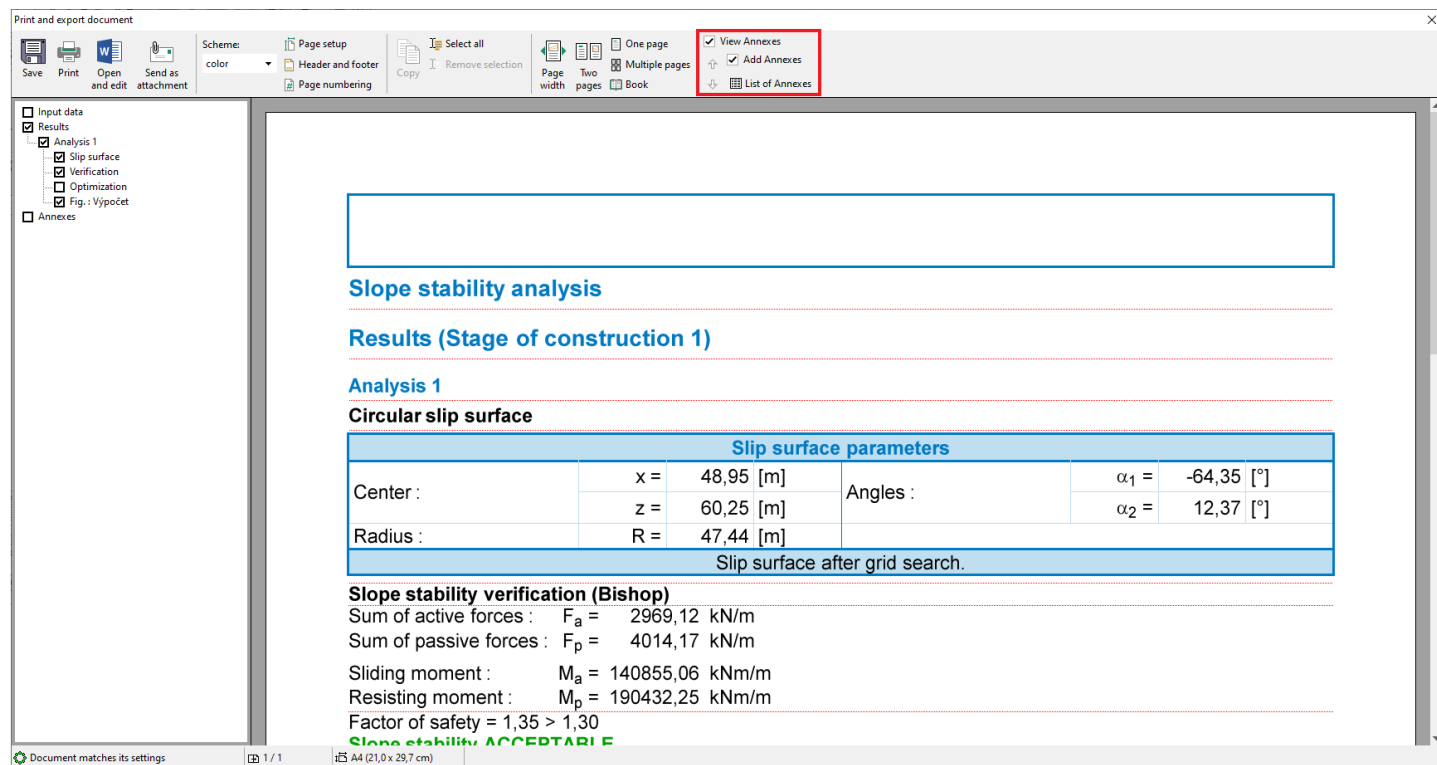 Print and export document
Save
Print
Open and edit
Send as attachment
Scheme:
color
Page setup
Header and footer
Page numbering
Copy
Select all
Remove selection
Page width
Two pages
One page
Multiple pages
Book
View Annexes
Add Annexes
List of Annexes
Input data
Results
Analysis 1
Slip surface
Verification
Optimization
Fig. : Výpočet
Annexes
Slope stability analysis
Results (Stage of construction 1)
Analysis 1
Circular slip surface
Slip surface parameters
Center : x = 48,95 [m] Angles : α1 = -64,35 [°]
z = 60,25 [m] α2 = 12,37 [°]
Radius : R = 47,44 [m]
Slip surface after grid search.
Slope stability verification (Bishop)
Sum of active forces : Fa = 2969,12 kN/m
Sum of passive forces : Fp = 4014,17 kN/m
Sliding moment : Ma = 140855,06 kNm/m
Resisting moment : Mp = 190432,25 kNm/m
Factor of safety = 1,35 > 1,30
Slope stability ACCEPTABLE
Document matches its settings
1 / 1
A4 (21,0 x 29,7 cm)